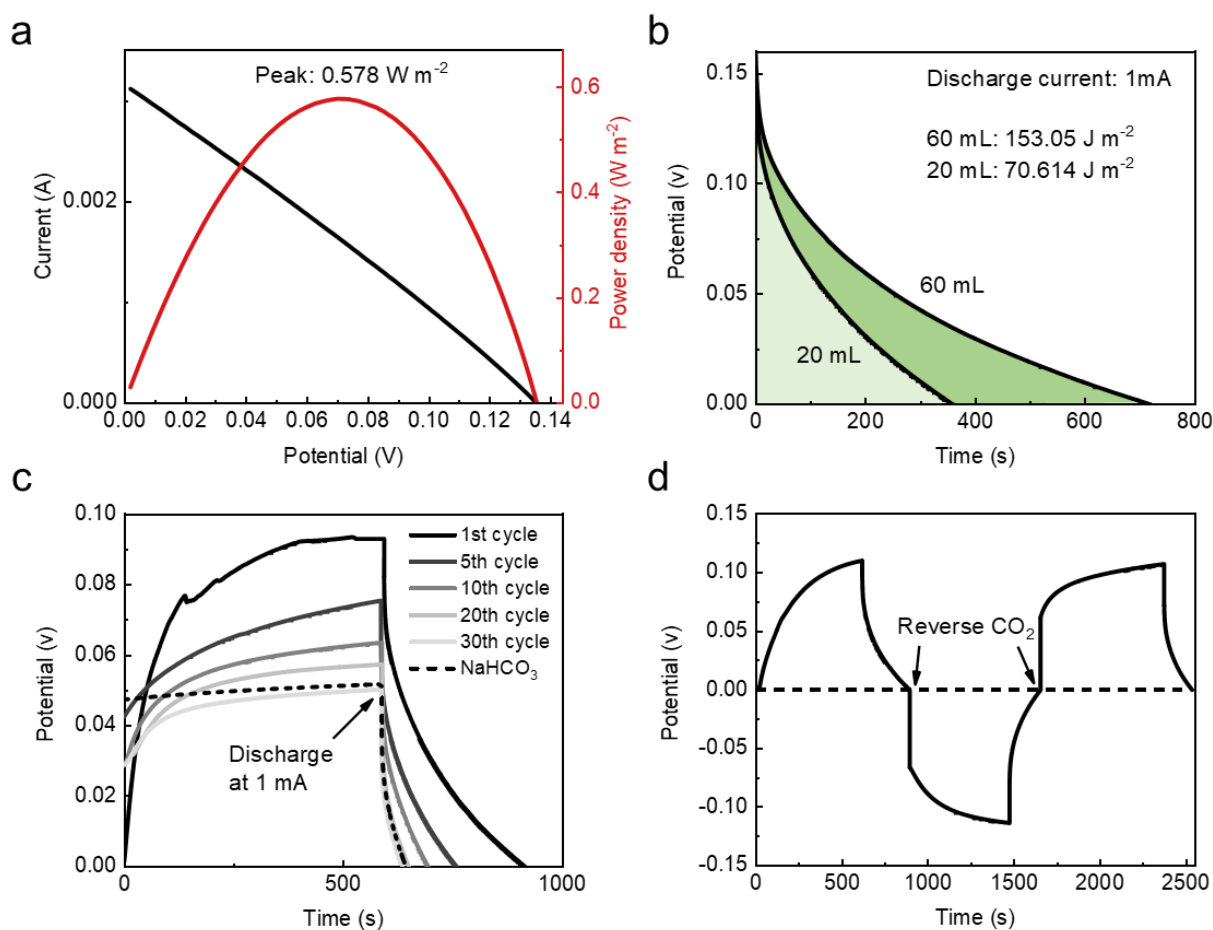 a
Peak: 0.578 W m⁻²
0.002
0.000
Current (A)
0.00 0.02 0.04 0.06 0.08 0.10 0.12 0.14
Potential (V)
0.6
0.4
0.2
0.0
Power density (W m⁻²)
b
Discharge current: 1mA
60 mL: 153.05 J m⁻²
20 mL: 70.614 J m⁻²
60 mL
20 mL
0.15
0.10
0.05
0.00
Potential (v)
0 200 400 600 800
Time (s)
c
1st cycle
5th cycle
10th cycle
20th cycle
30th cycle
NaHCO₃
Discharge
at 1 mA
0.10
0.08
0.06
0.04
0.02
0.00
Potential (v)
0 500 1000
Time (s)
d
Reverse CO₂
0.15
0.10
0.05
0.00
-0.05
-0.10
-0.15
Potential (v)
0 500 1000 1500 2000 2500
Time (s)